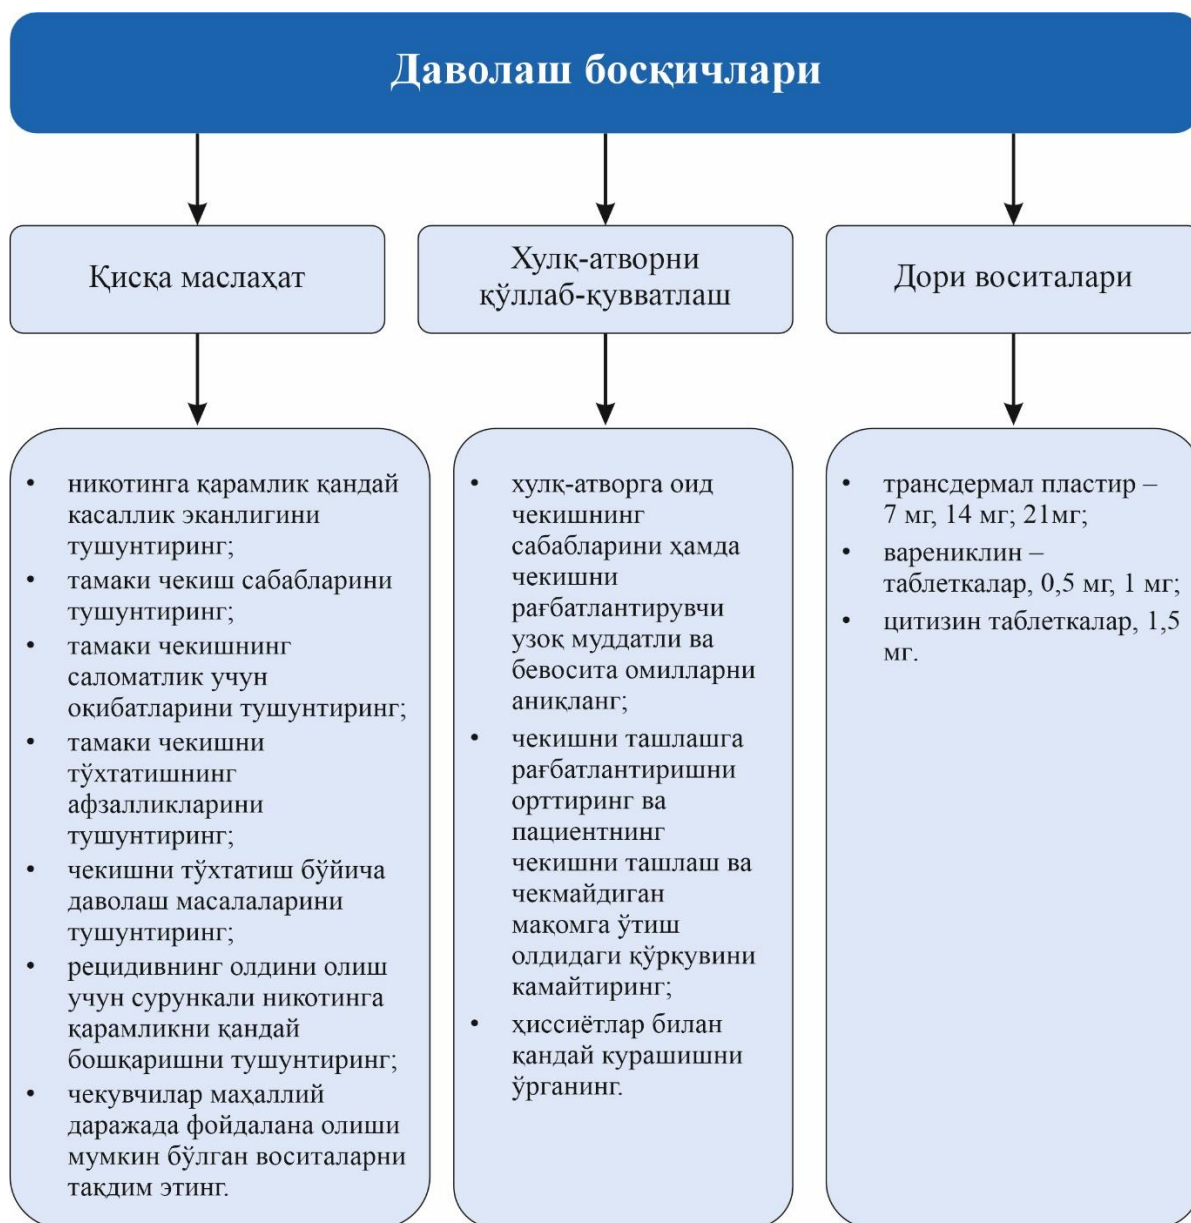 Даволаш босқичлари
Қисқа маслаҳат
Хулқ-атворни
қўллаб-қувватлаш
Дори воситалари
• никотинга қарамлик қандай
касаллик эканлигини
тушунтиринг;
• тамаки чекиш сабабларини
тушунтиринг;
• тамаки чекишнинг
саломатлик учун
оқибатларини тушунтиринг;
• тамаки чекишни
тўхтатишнинг
афзалликларини
тушунтиринг;
• чекишни тўхтатиш бўйича
даволаш масалаларини
тушунтиринг;
• рецидивнинг олдини олиш
учун сурункали никотинга
қарамликни қандай
бошқаришни тушунтиринг;
• чекувчилар маҳаллий
даражада фойдалана олиши
мумкин бўлган воситаларни
тақдим этинг.
• хулқ-атворга оид
чекишнинг
сабабларини ҳамда
чекишни
рағбатлантирувчи
узоқ муддатли ва
бевосита омилларни
аниқланг;
• чекишни ташлашга
рағбатлантиришни
орттиринг ва
пациентнинг
чекишни ташлаш ва
чекмайдиган
мақомга ўтиш
олдидаги қўрқувини
камайтиринг;
• ҳиссиётлар билан
қандай курашишни
ўрганинг.
• трансдермал пластир –
7 мг, 14 мг; 21мг;
• варениклин –
таблеткалар, 0,5 мг, 1 мг;
• цитизин таблеткалар, 1,5
мг.